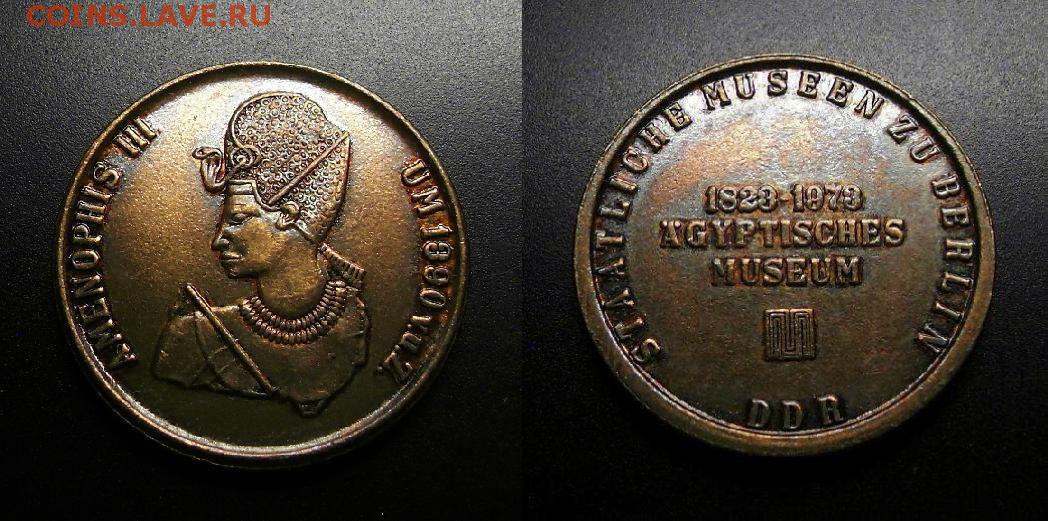 COINS.LAVE.RU
AMENOPHIS III
UM 1390 v.u.Z.
STAATLICHE MUSEEN ZU BERLIN
1823-1973
ÄGYPTISCHES
MUSEUM
DDR